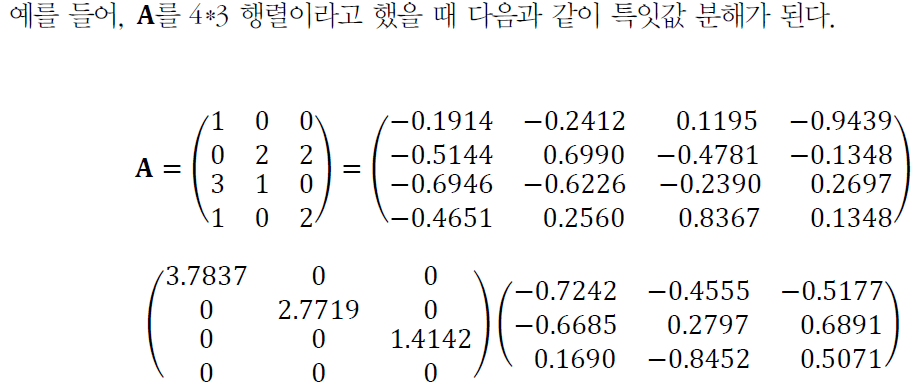 예를 들어, A를 4*3 행렬이라고 했을 때 다음과 같이 특잇값 분해가 된다.
A = (1 0 0; 0 2 2; 3 1 0; 1 0 2) = (−0.1914 −0.2412 0.1195 −0.9439; −0.5144 0.6990 −0.4781 −0.1348; −0.6946 −0.6226 −0.2390 0.2697; −0.4651 0.2560 0.8367 0.1348)
(3.7837 0 0; 0 2.7719 0; 0 0 1.4142; 0 0 0) (−0.7242 −0.4555 −0.5177; −0.6685 0.2797 0.6891; 0.1690 −0.8452 0.5071)